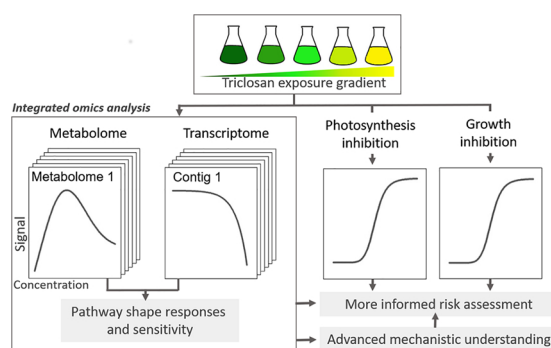 Triclosan exposure gradient
Integrated omics analysis
Metabolome
Transcriptome
Photosynthesis
inhibition
Growth
inhibition
Metabolome 1
Contig 1
Signal
Concentration
Pathway shape responses
and sensitivity
More informed risk assessment
Advanced mechanistic understanding